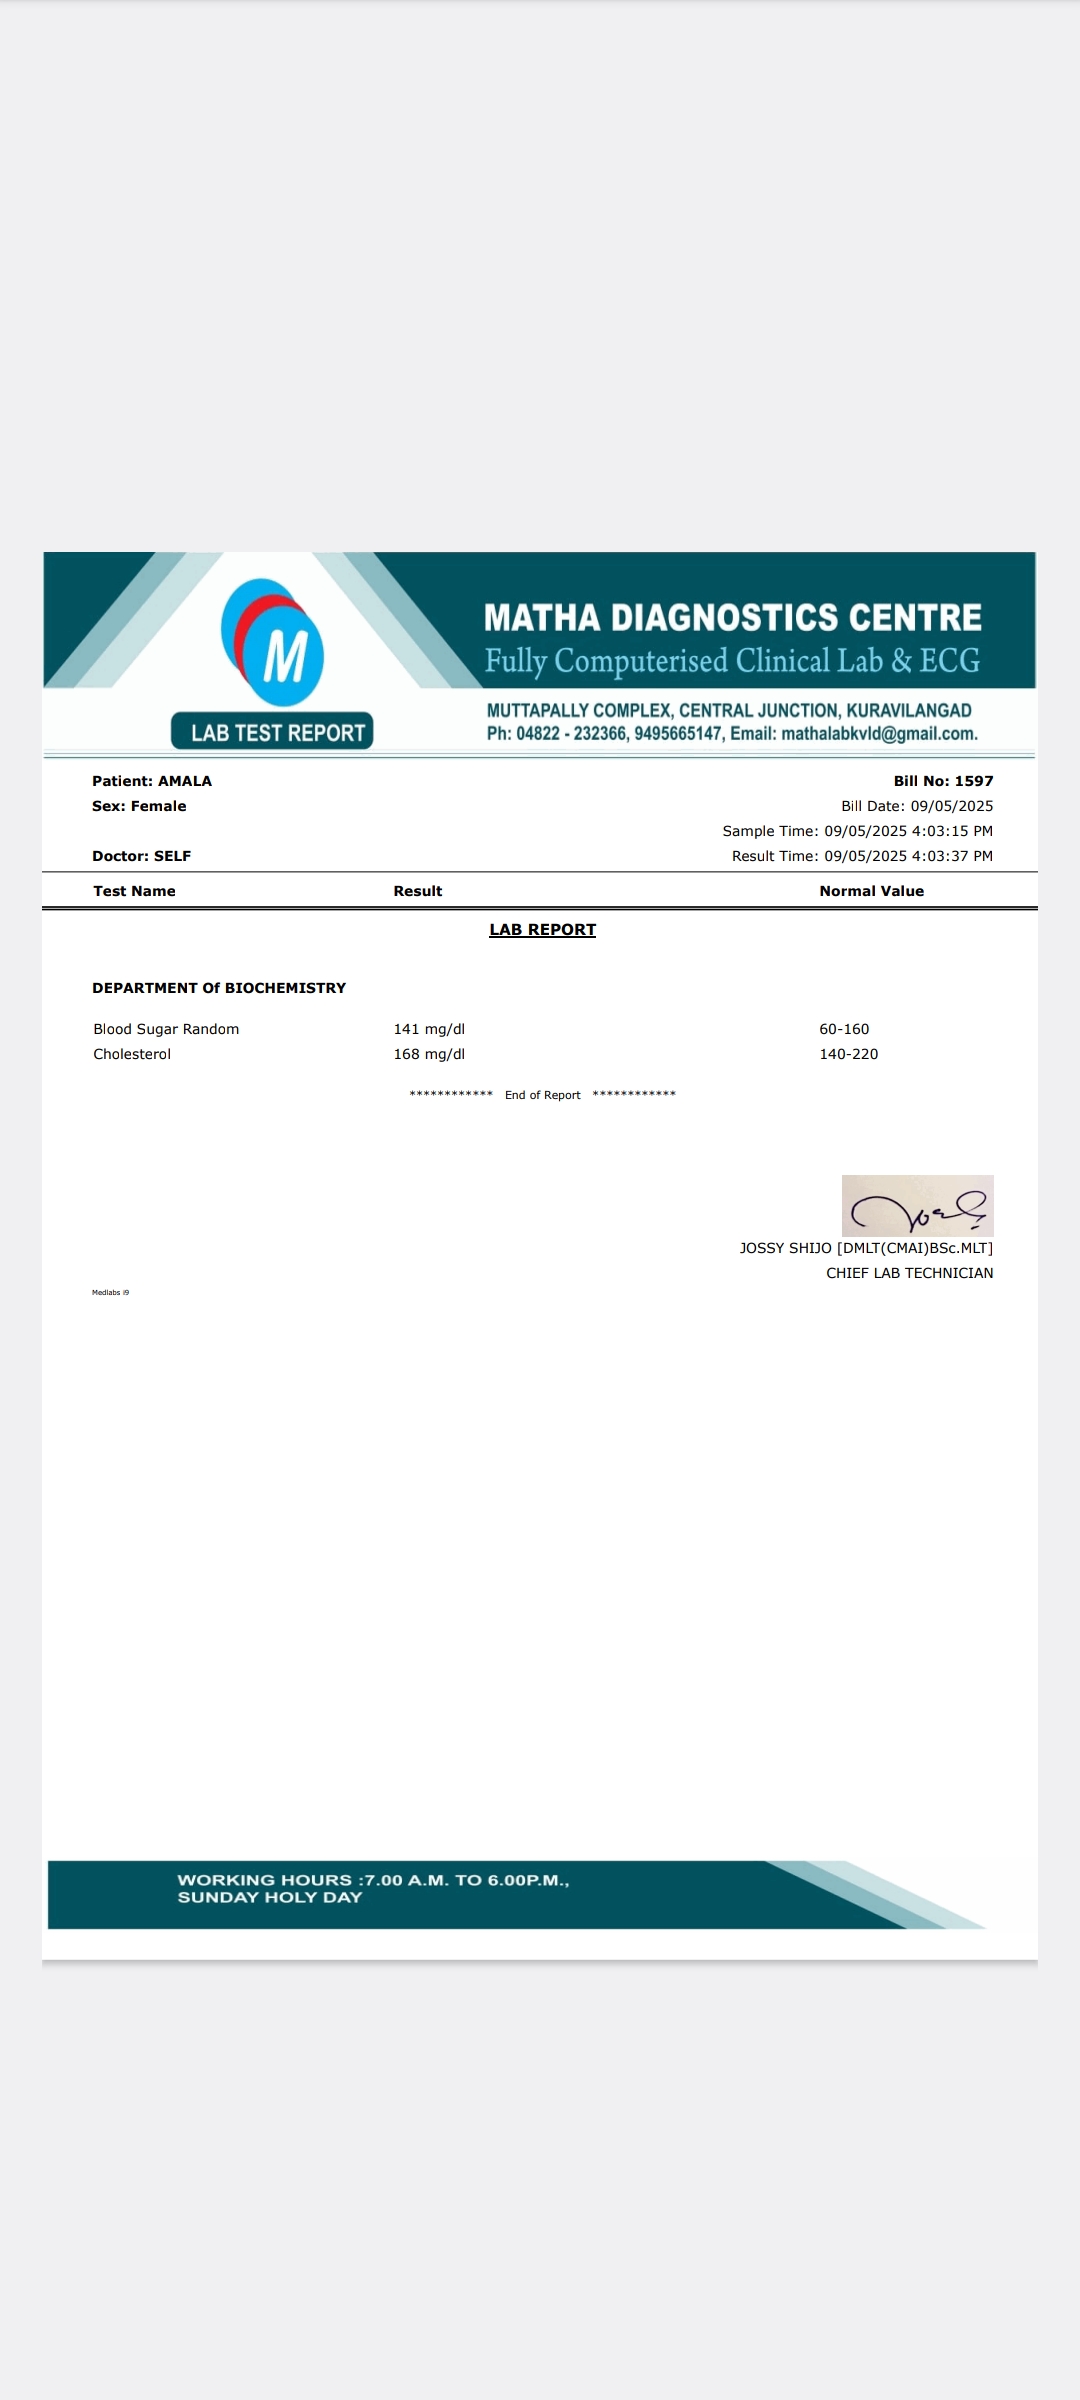 M
LAB TEST REPORT
MATHA DIAGNOSTICS CENTRE
Fully Computerised Clinical Lab & ECG
MUTTAPALLY COMPLEX, CENTRAL JUNCTION, KURAVILANGAD
Ph: 04822 - 232366, 9495665147, Email: mathalabkvld@gmail.com.
Patient: AMALA Bill No: 1597
Sex: Female Bill Date: 09/05/2025
Sample Time: 09/05/2025 4:03:15 PM
Doctor: SELF Result Time: 09/05/2025 4:03:37 PM
Test Name Result Normal Value
LAB REPORT
DEPARTMENT Of BIOCHEMISTRY
Blood Sugar Random 141 mg/dl 60-160
Cholesterol 168 mg/dl 140-220
************ End of Report ************
JOSSY SHIJO [DMLT(CMAI)BSc.MLT]
CHIEF LAB TECHNICIAN
Medlabs i9
WORKING HOURS :7.00 A.M. TO 6.00P.M.,
SUNDAY HOLY DAY